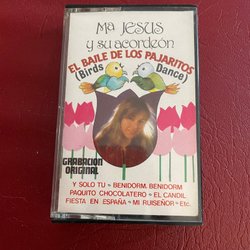 Mª JESUS
y su acordeón
EL BAILE DE LOS PAJARITOS
(Birds Dance)
GRABACION
ORIGINAL
Y SOLO TU - BENIDORM, BENIDORM
PAQUITO CHOCOLATERO - EL CANDIL
FIESTA EN ESPAÑA - MI RUISEÑOR - Etc.